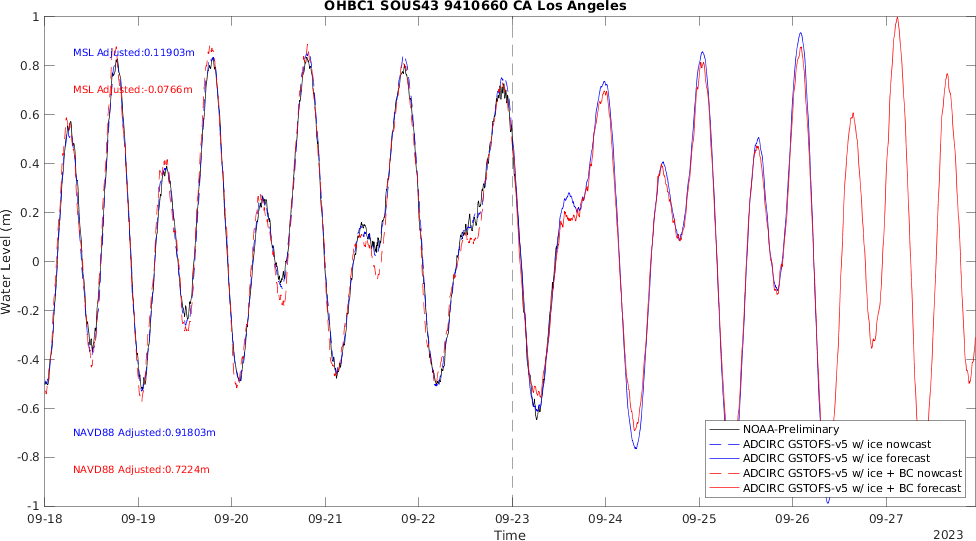 OHBC1 SOUS43 9410660 CA Los Angeles
1
MSL Adjusted:0.11903m
0.8
MSL Adjusted:-0.0766m
0.6
0.4
0.2
0
-0.2
-0.4
-0.6
NAVD88 Adjusted:0.91803m
-0.8
NAVD88 Adjusted:0.7224m
-1
Water Level (m)
NOAA-Preliminary
ADCIRC GSTOFS-v5 w/ ice nowcast
ADCIRC GSTOFS-v5 w/ ice forecast
ADCIRC GSTOFS-v5 w/ ice + BC nowcast
ADCIRC GSTOFS-v5 w/ ice + BC forecast
09-18 09-19 09-20 09-21 09-22 09-23 09-24 09-25 09-26 09-27
Time
2023